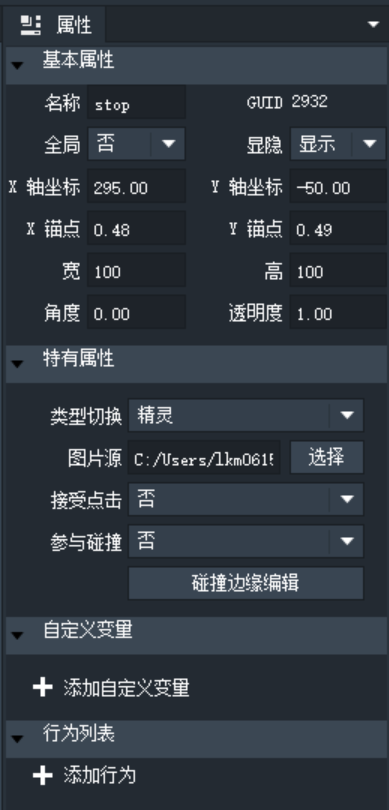 属性
基本属性
名称 stop GUID 2932
全局 否 显隐 显示
X 轴坐标 295.00 Y 轴坐标 -50.00
X 锚点 0.48 Y 锚点 0.49
宽 100 高 100
角度 0.00 透明度 1.00
特有属性
类型切换 精灵
图片源 C:/Users/lkm0615 选择
接受点击 否
参与碰撞 否
碰撞边缘编辑
自定义变量
添加自定义变量
行为列表
添加行为